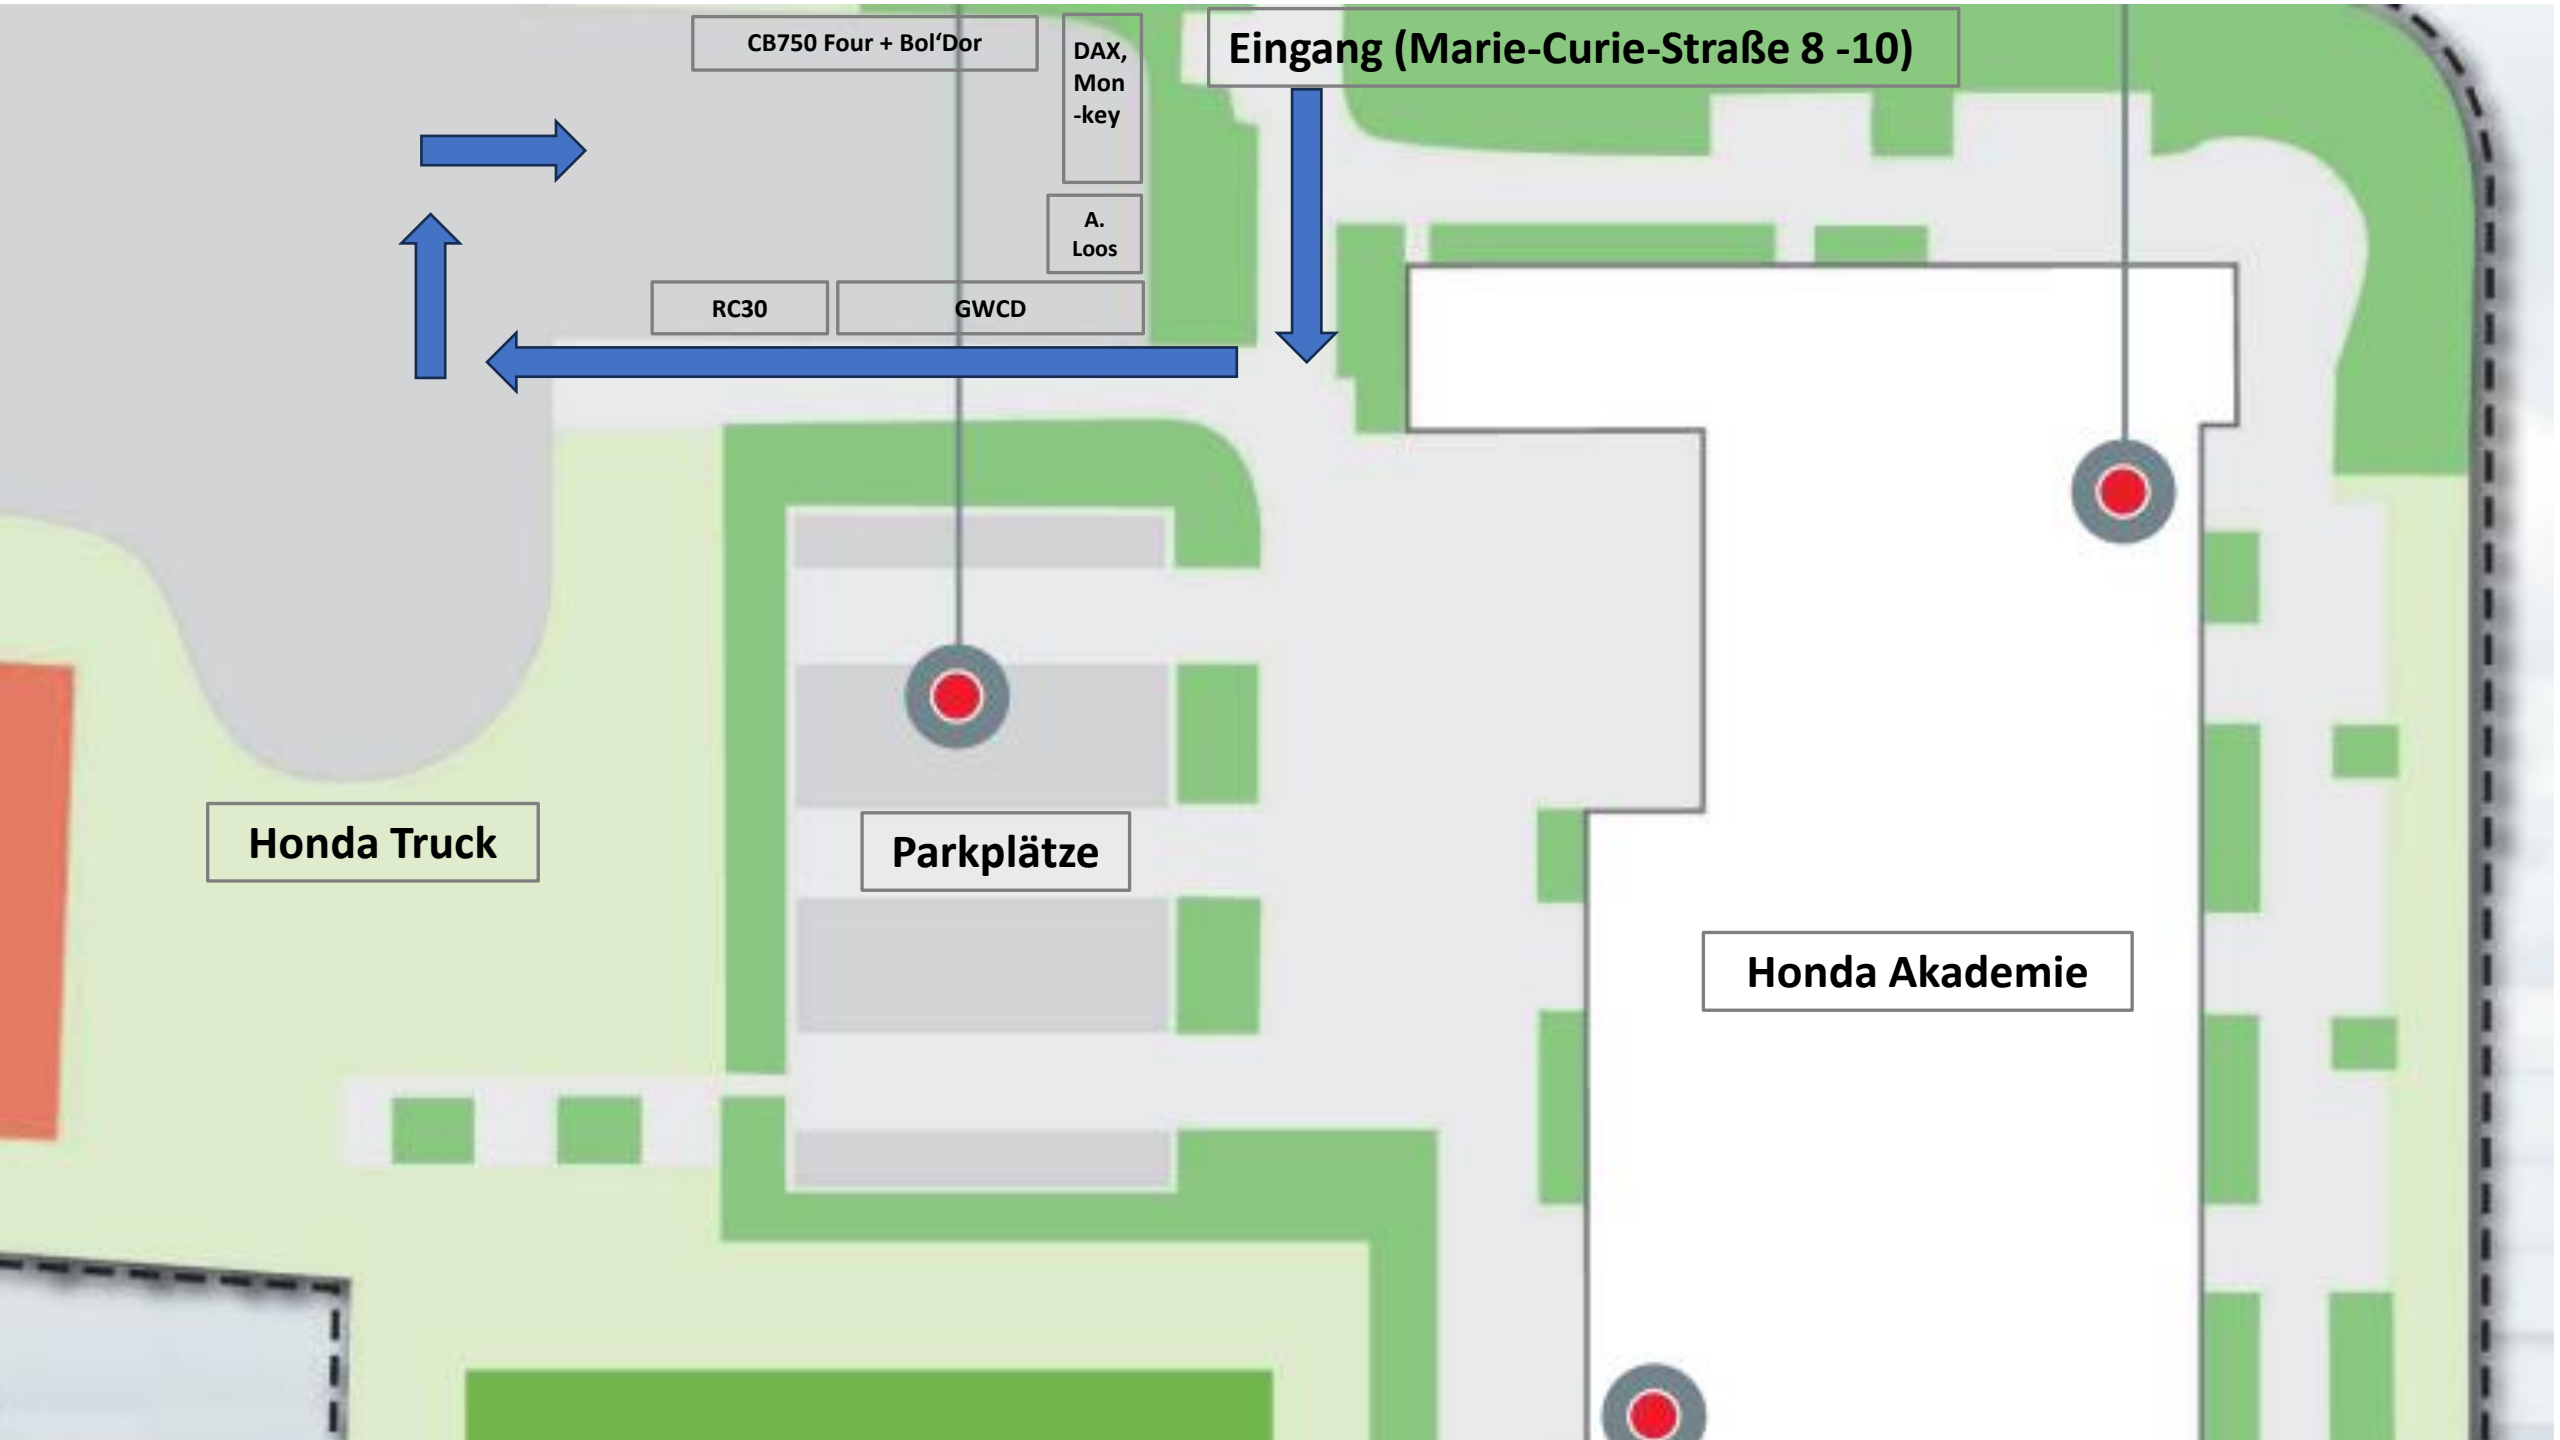 CB750 Four + Bol‘Dor
DAX,
Mon
-key
Eingang (Marie-Curie-Straße 8 -10)
A.
Loos
RC30
GWCD
Honda Truck
Parkplätze
Honda Akademie